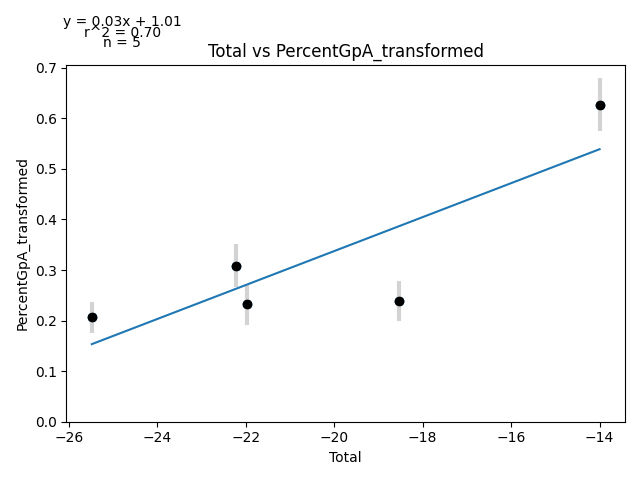 y = 0.03x + 1.01
r^2 = 0.70
n = 5
Total vs PercentGpA_transformed
PercentGpA_transformed
0.7
0.6
0.5
0.4
0.3
0.2
0.1
0.0
−26
−24
−22
−20
−18
−16
−14
Total